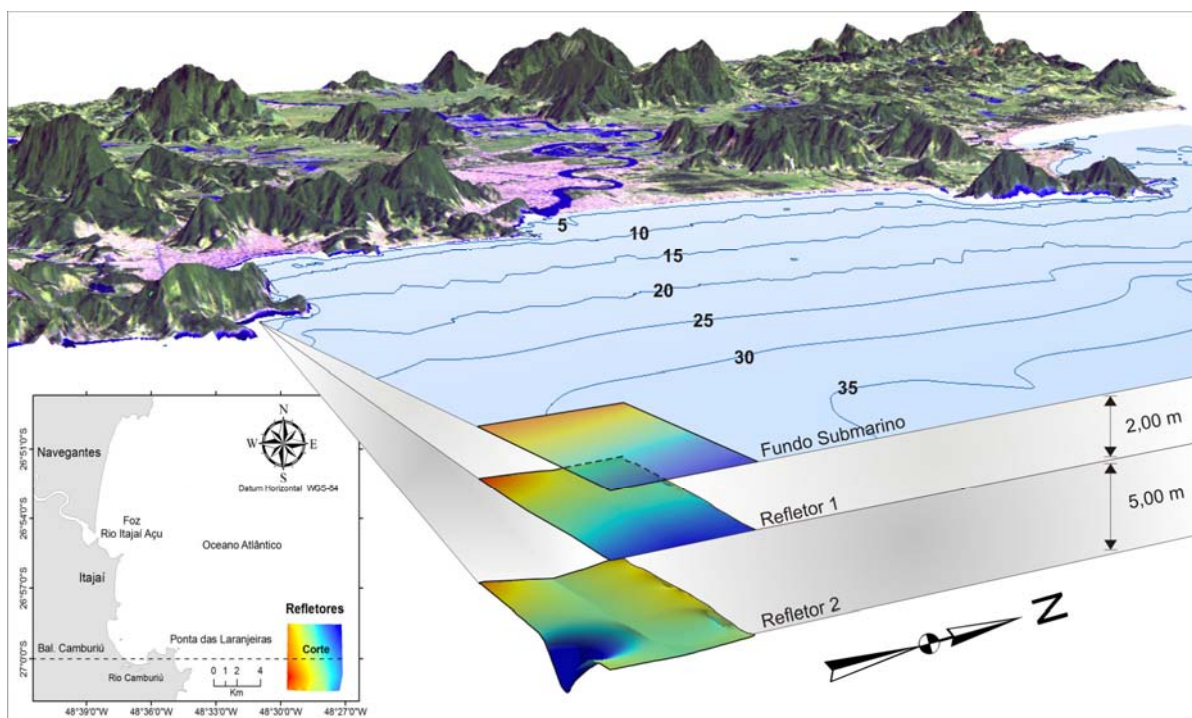 5
10
15
20
25
30
35
Fundo Submarino
2,00 m
Refletor 1
5,00 m
Refletor 2
N
N
W E
S
Datum Horizontal WGS-84
26°51'0"S
26°54'0"S
26°57'0"S
27°0'0"S
Navegantes
Foz
Rio Itajaí Açu
Oceano Atlântico
Itajaí
Refletores
Corte
Ponta das Laranjeiras
Bal. Camburiú
Rio Camburiú
0 1 2 4
Km
48°39'0"W 48°36'0"W 48°33'0"W 48°30'0"W 48°27'0"W